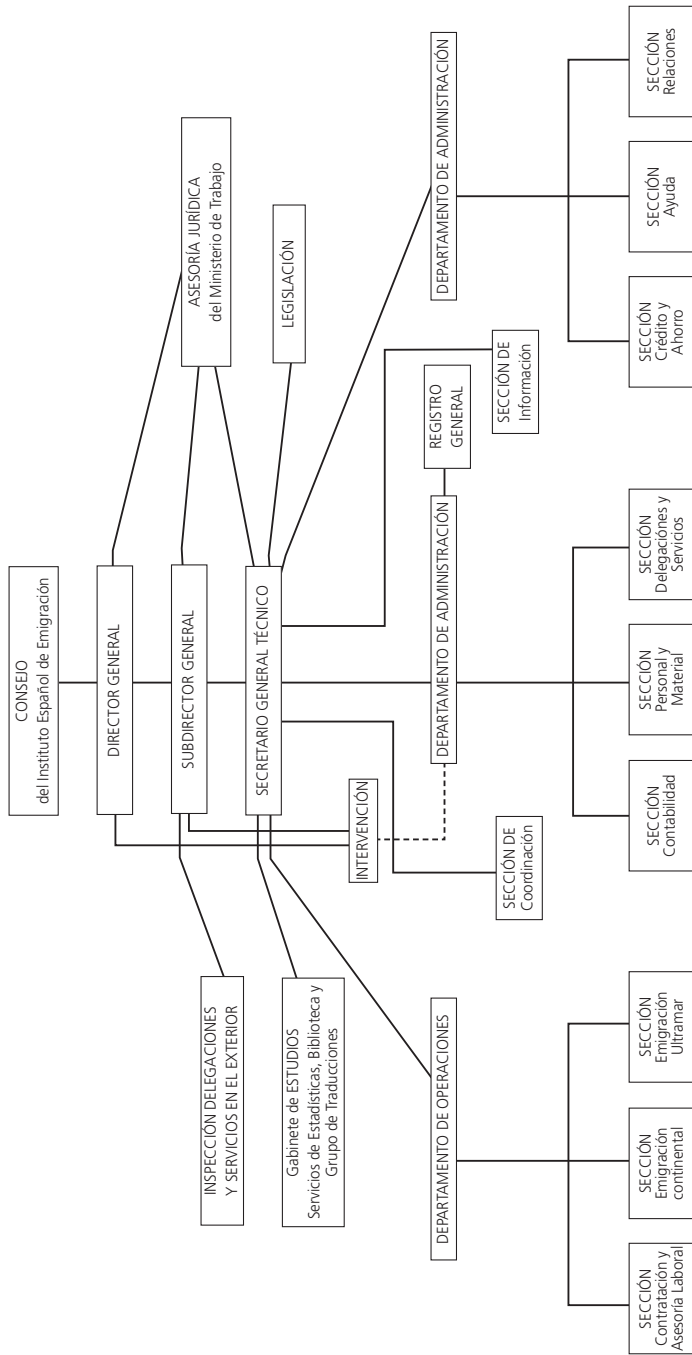 CONSEJO
del Instituto Español de Emigración
DIRECTOR GENERAL
ASESORÍA JURÍDICA
del Ministerio de Trabajo
SUBDIRECTOR GENERAL
INSPECCIÓN DELEGACIONES
Y SERVICIOS EN EL EXTERIOR
SECRETARIO GENERAL TÉCNICO
LEGISLACIÓN
Gabinete de ESTUDIOS
Servicios de Estadísticas, Biblioteca y
Grupo de Traducciones
INTERVENCIÓN
REGISTRO
GENERAL
DEPARTAMENTO DE OPERACIONES
DEPARTAMENTO DE ADMINISTRACIÓN
DEPARTAMENTO DE ADMINISTRACIÓN
SECCIÓN DE
Coordinación
SECCIÓN DE
Información
SECCIÓN
Contratación y
Asesoría Laboral
SECCIÓN
Emigración
continental
SECCIÓN
Emigración
Ultramar
SECCIÓN
Contabilidad
SECCIÓN
Personal y
Material
SECCIÓN
Delegaciónes y
Servicios
SECCIÓN
Crédito y
Ahorro
SECCIÓN
Ayuda
SECCIÓN
Relaciones